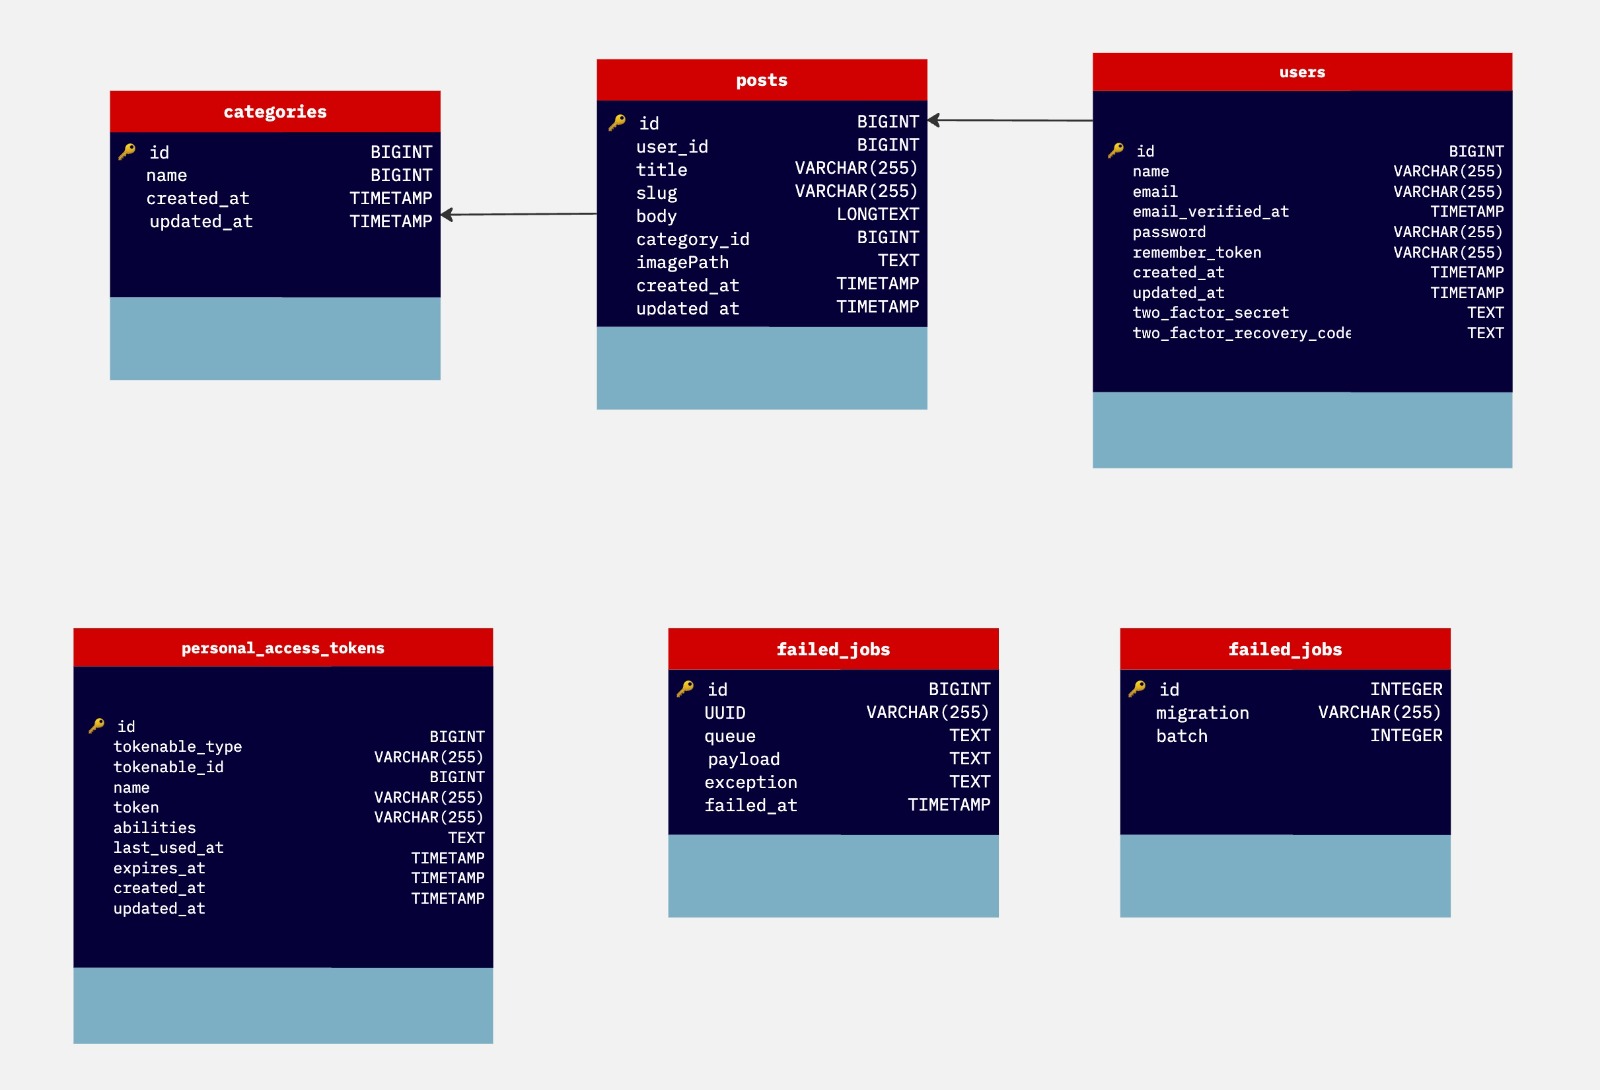 categories
id BIGINT
name BIGINT
created_at TIMETAMP
updated_at TIMETAMP
posts
id BIGINT
user_id BIGINT
title VARCHAR(255)
slug VARCHAR(255)
body LONGTEXT
category_id BIGINT
imagePath TEXT
created_at TIMETAMP
updated_at TIMETAMP
users
id BIGINT
name VARCHAR(255)
email VARCHAR(255)
email_verified_at TIMETAMP
password VARCHAR(255)
remember_token VARCHAR(255)
created_at TIMETAMP
updated_at TIMETAMP
two_factor_secret TEXT
two_factor_recovery_code TEXT
personal_access_tokens
id BIGINT
tokenable_type VARCHAR(255)
tokenable_id BIGINT
name VARCHAR(255)
token VARCHAR(255)
abilities TEXT
last_used_at TIMETAMP
expires_at TIMETAMP
created_at TIMETAMP
updated_at
failed_jobs
id BIGINT
UUID VARCHAR(255)
queue TEXT
payload TEXT
exception TEXT
failed_at TIMETAMP
failed_jobs
id INTEGER
migration VARCHAR(255)
batch INTEGER